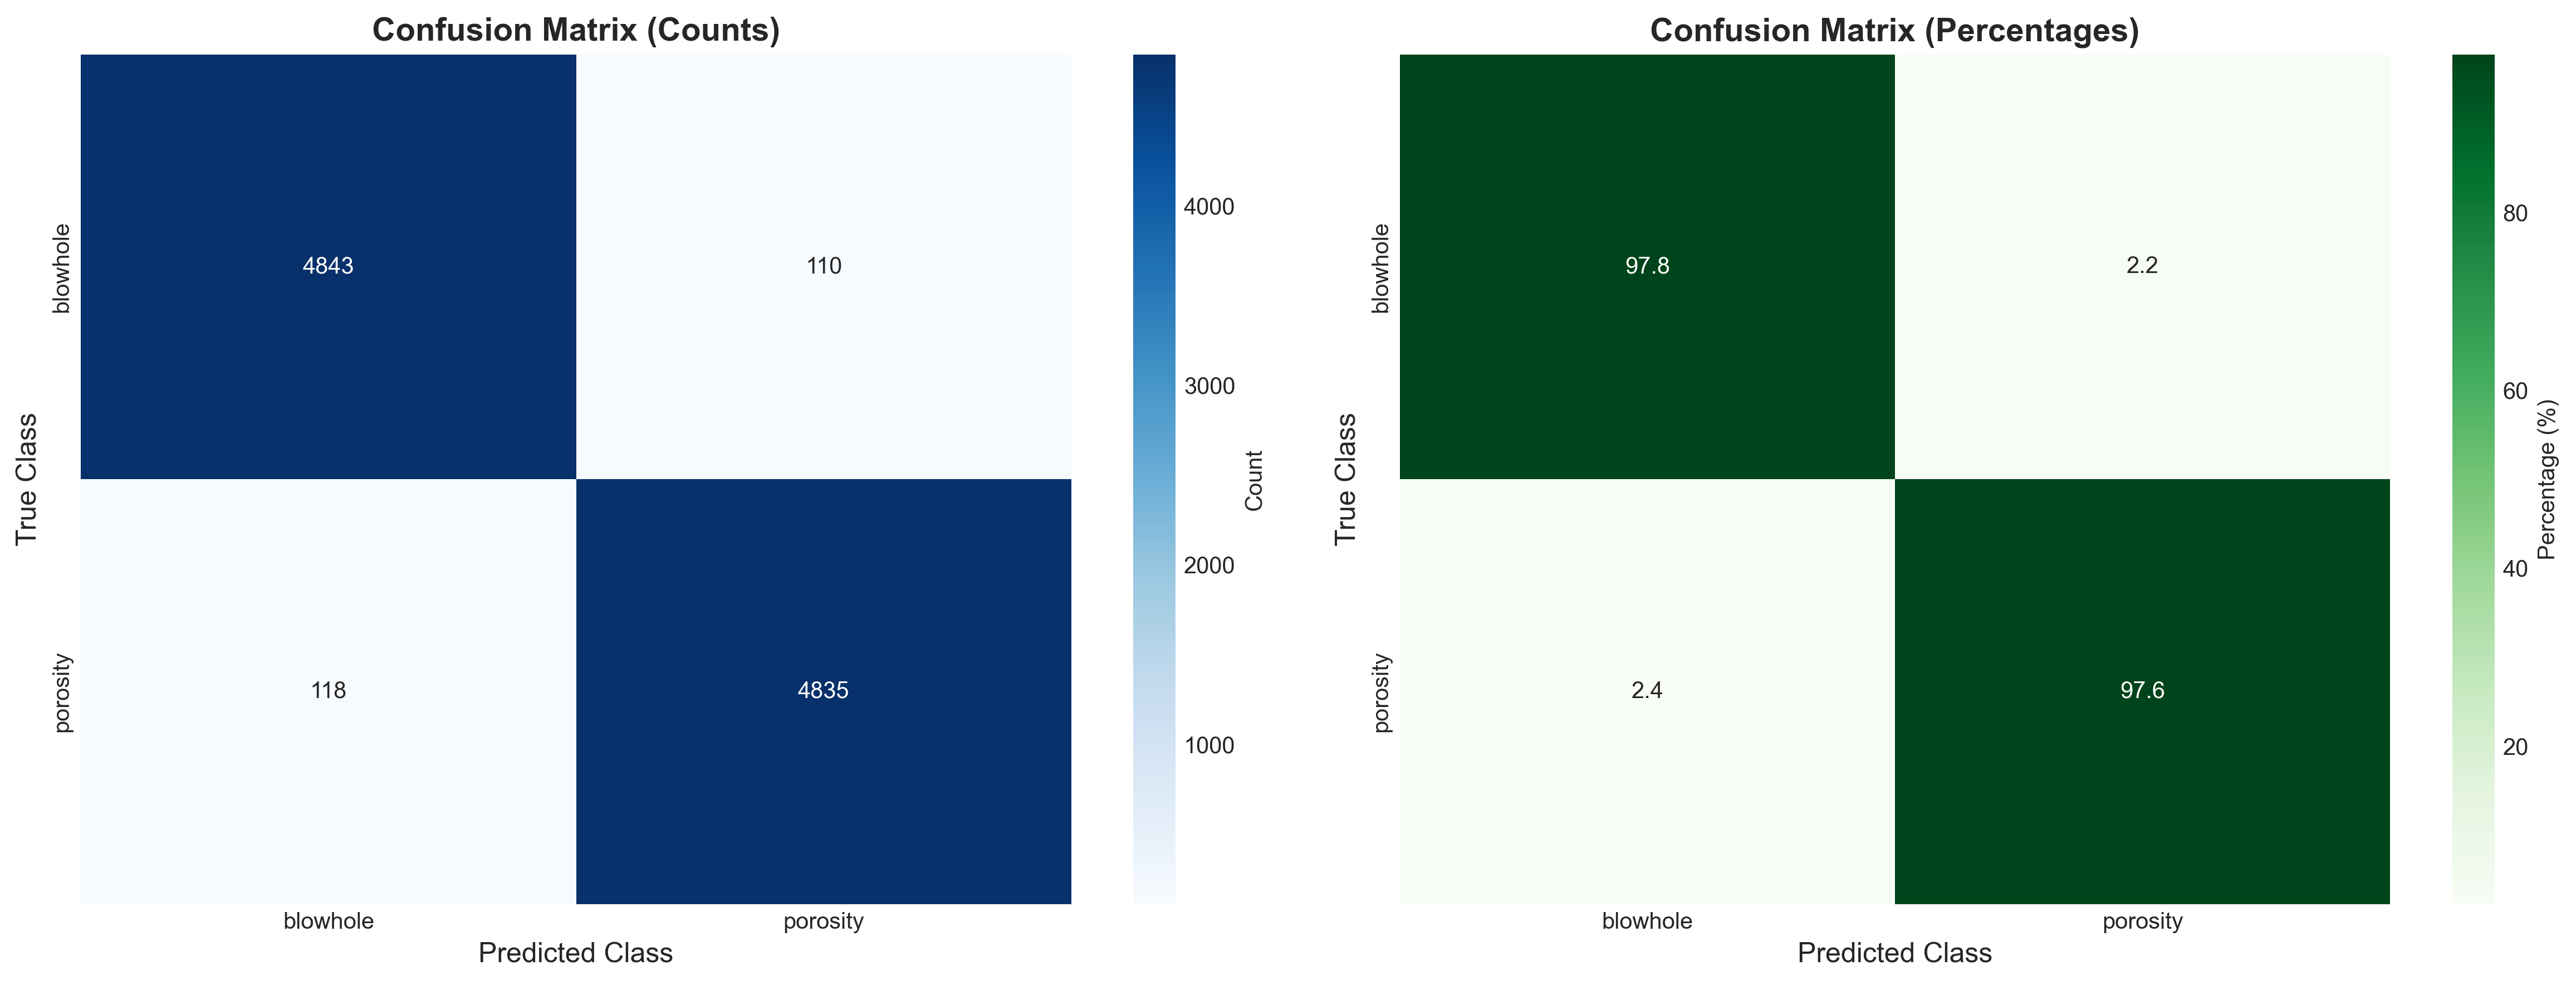 Confusion Matrix (Counts)
blowhole
porosity
True Class
4843
110
118
4835
blowhole
porosity
Predicted Class
4000
3000
2000
1000
Count
Confusion Matrix (Percentages)
blowhole
porosity
True Class
97.8
2.2
2.4
97.6
blowhole
porosity
Predicted Class
80
60
40
20
Percentage (%)